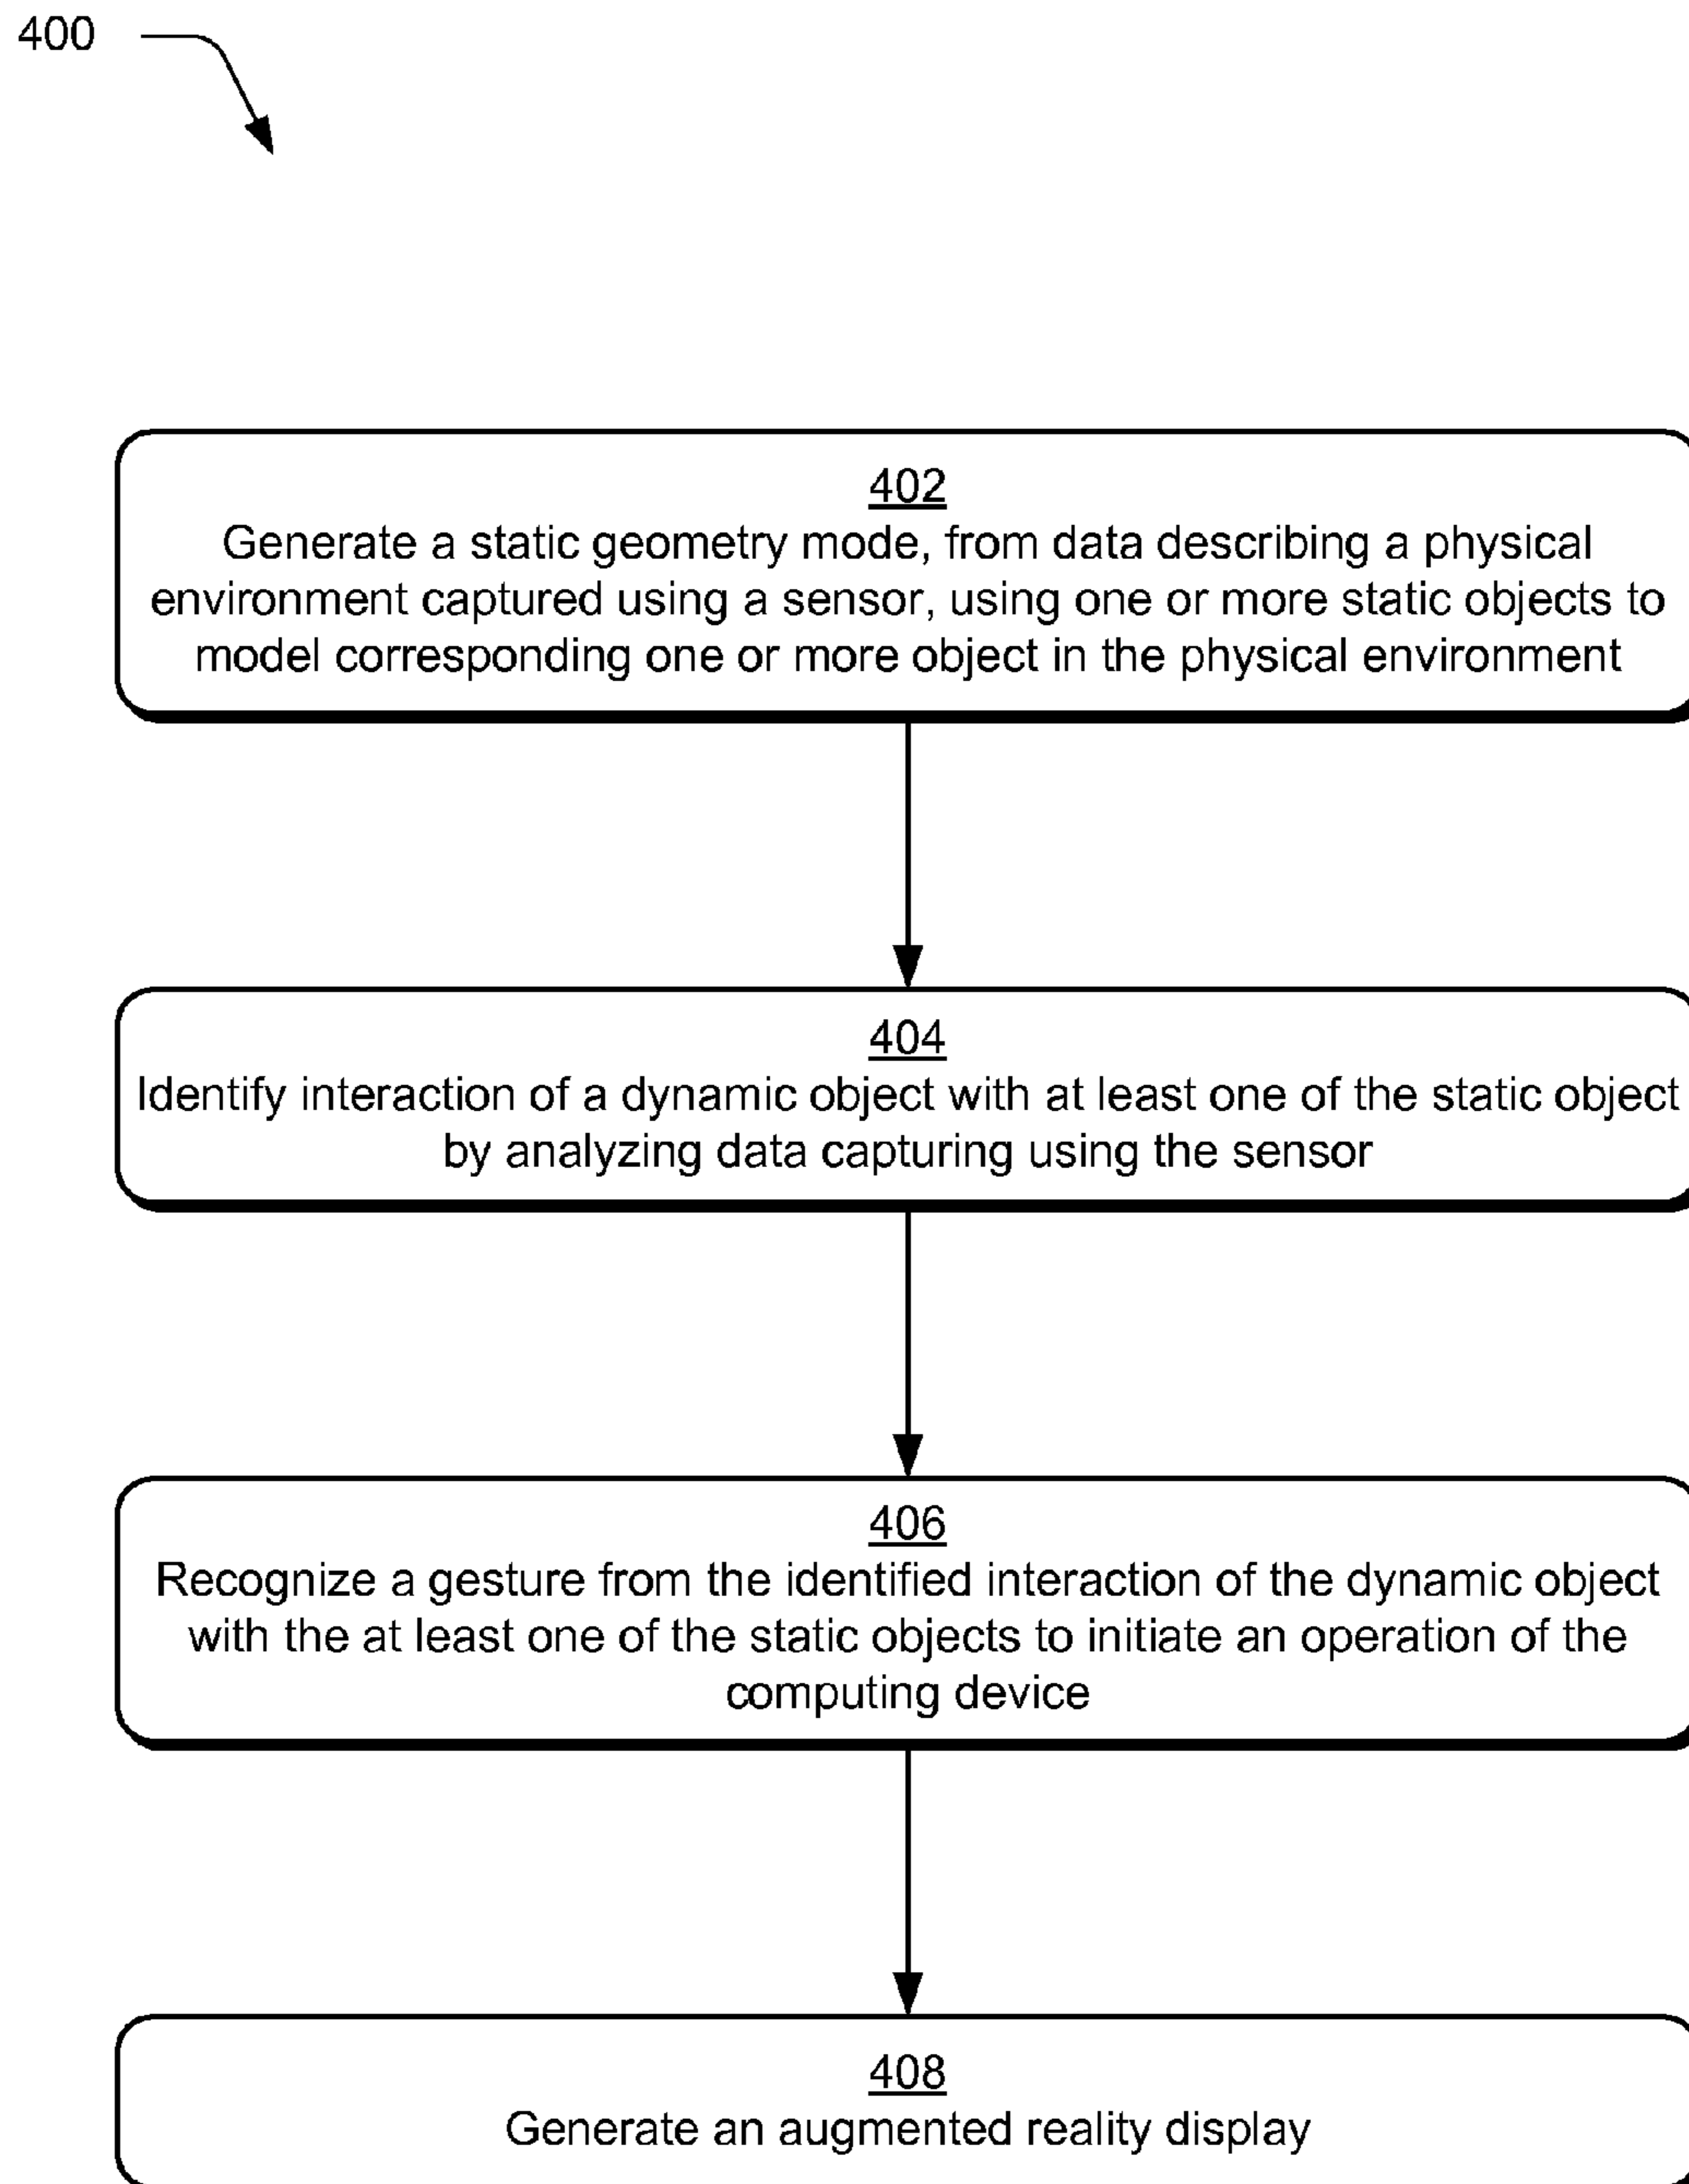 400
402
Generate a static geometry mode, from data describing a physical
environment captured using a sensor, using one or more static objects to
model corresponding one or more object in the physical environment
404
Identify interaction of a dynamic object with at least one of the static object
by analyzing data capturing using the sensor
406
Recognize a gesture from the identified interaction of the dynamic object
with the at least one of the static objects to initiate an operation of the
computing device
408
Generate an augmented reality display